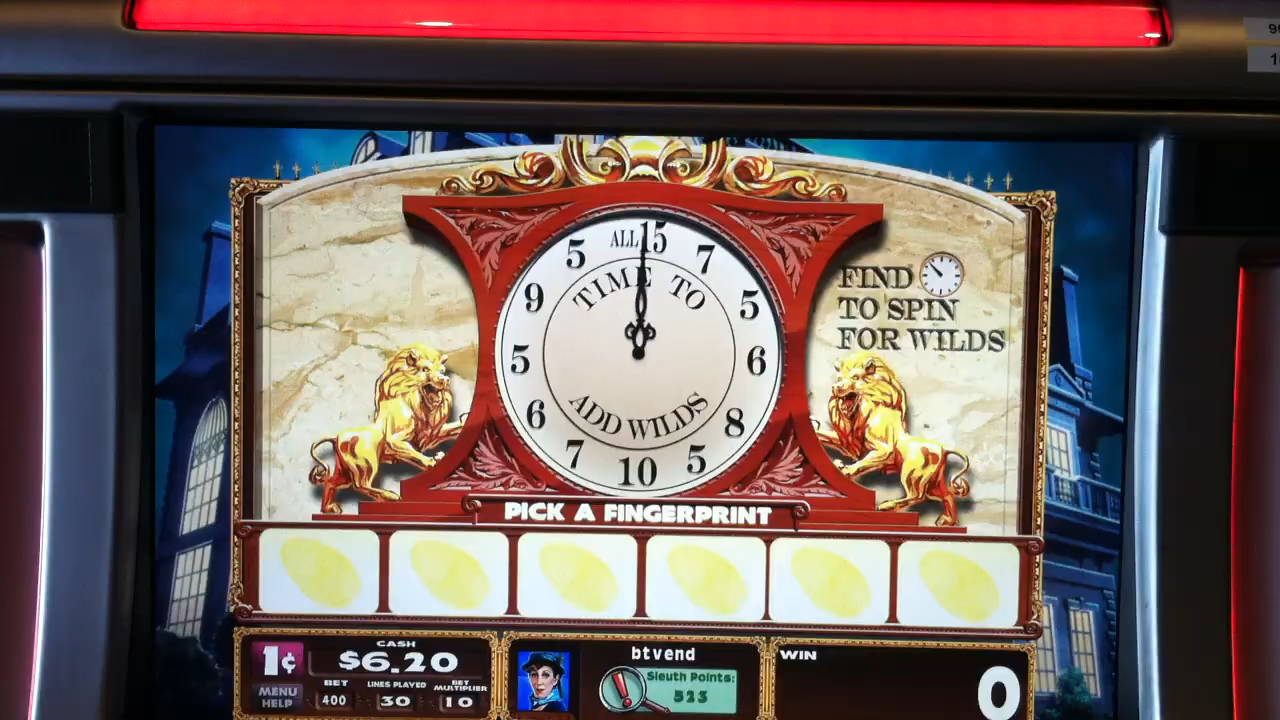 ALL 15
5
7
9
5
TIME TO
5
6
6
8
ADD WILDS
7
10
5
FIND
TO SPIN
FOR WILDS
PICK A FINGERPRINT
1¢
MENU
HELP
CASH
$6.20
BET
LINES PLAYED
BET
MULTIPLIER
400
30
10
btvend
Sleuth Points:
523
WIN
0